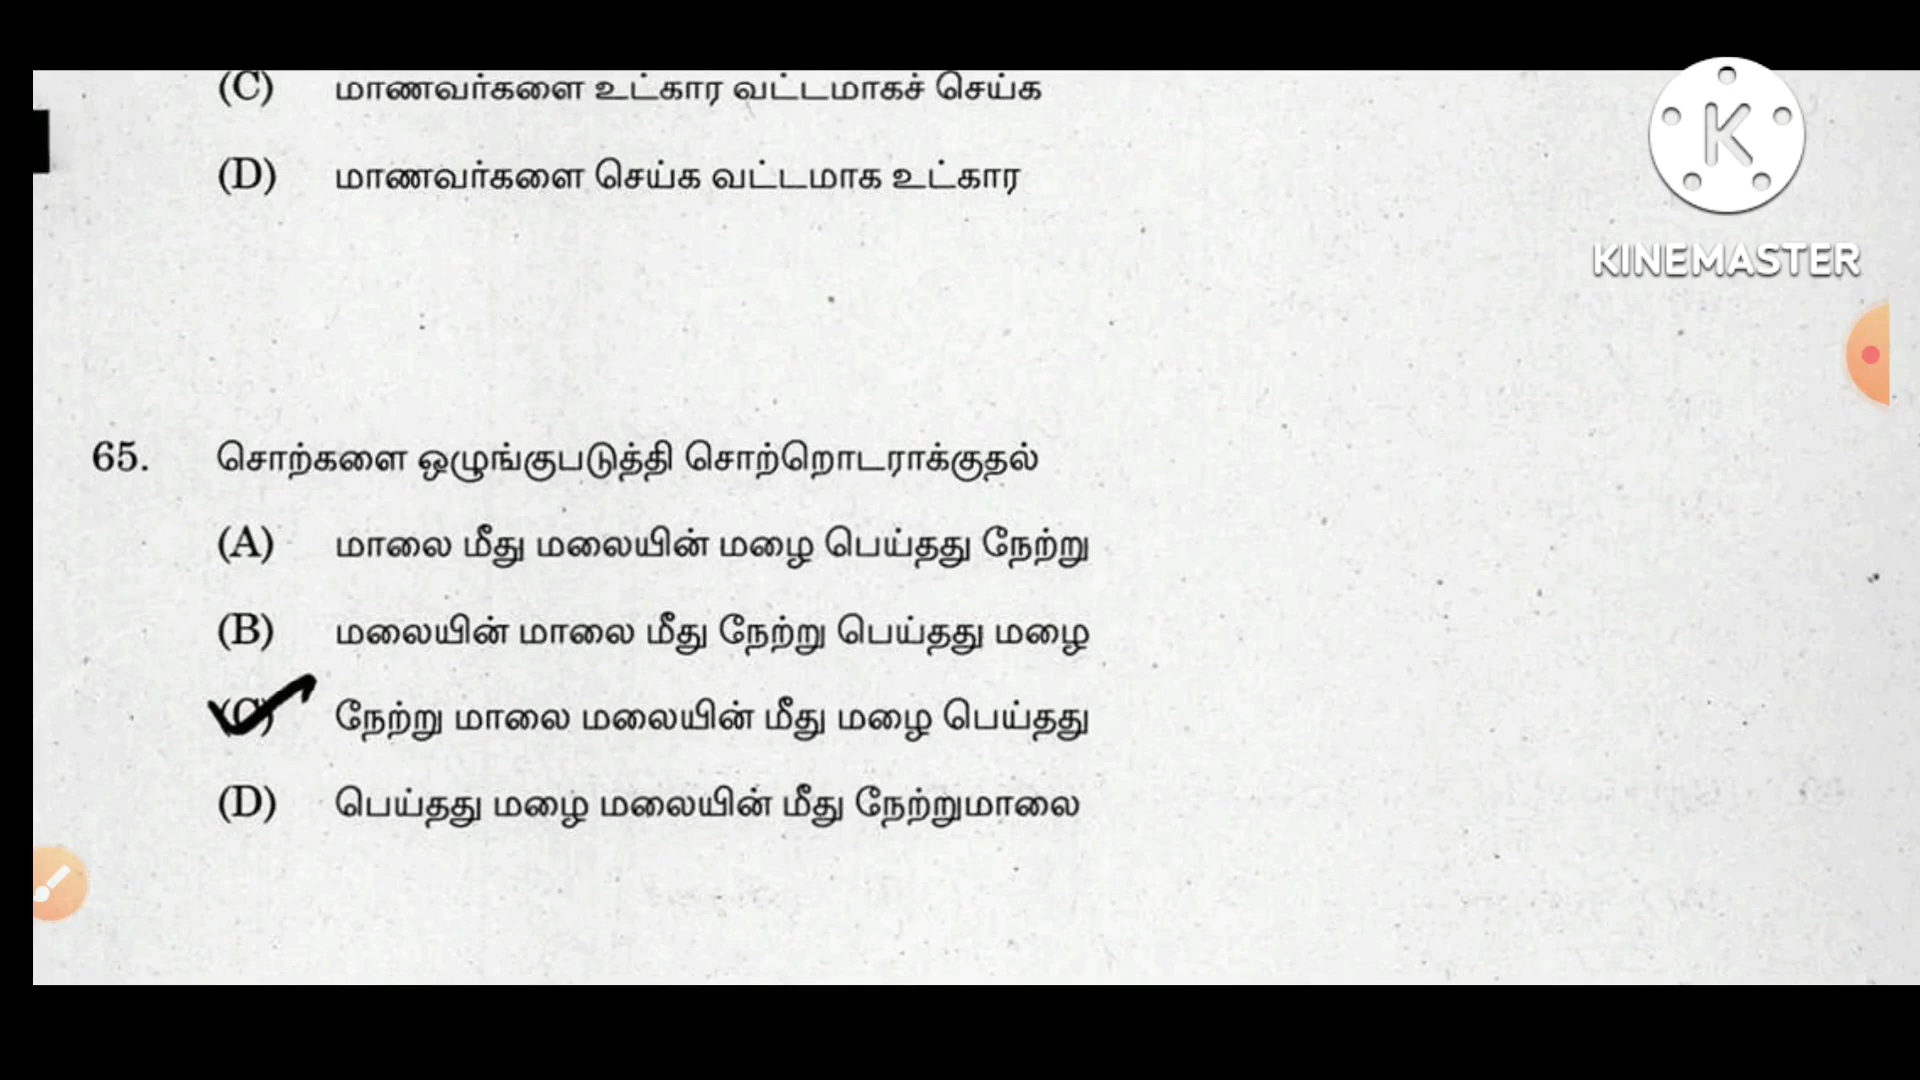 (C) மாணவர்களை உட்கார வட்டமாகச் செய்க
(D) மாணவர்களை செய்க வட்டமாக உட்கார
K
KINEMASTER
65. சொற்களை ஒழுங்குபடுத்தி சொற்றொடராக்குதல்
(A) மாலை மீது மலையின் மழை பெய்தது நேற்று
(B) மலையின் மாலை மீது நேற்று பெய்தது மழை
(C) நேற்று மாலை மலையின் மீது மழை பெய்தது
(D) பெய்தது மழை மலையின் மீது நேற்றுமாலை